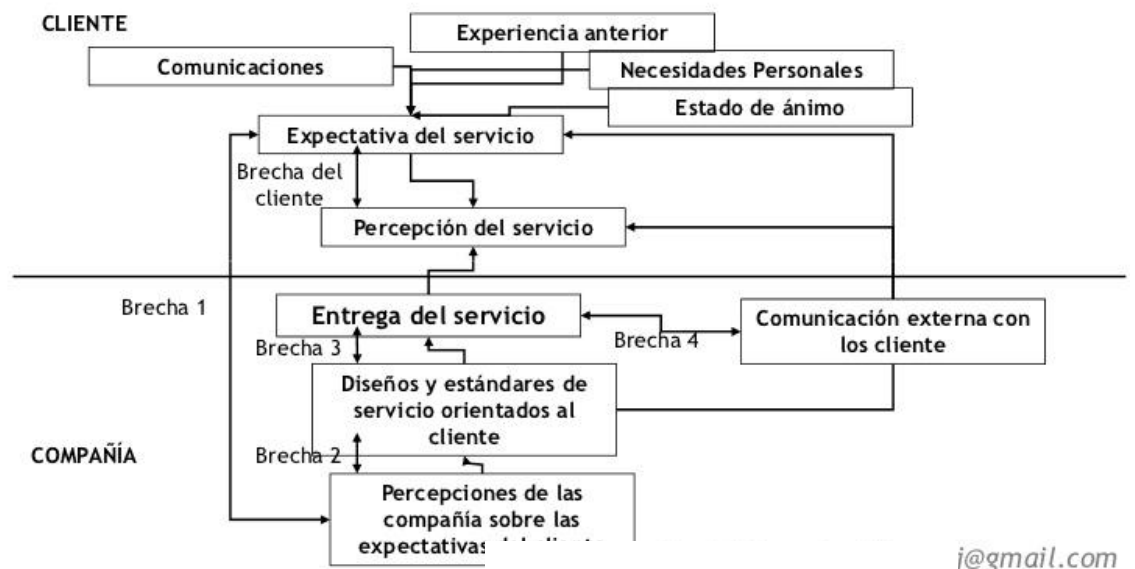 CLIENTE
Experiencia anterior
Comunicaciones
Necesidades Personales
Estado de ánimo
Expectativa del servicio
Brecha del
cliente
Percepción del servicio
Brecha 1
Entrega del servicio
Comunicación externa con
los cliente
Brecha 3
Brecha 4
Diseños y estándares de
servicio orientados al
cliente
COMPAÑÍA
Brecha 2
Percepciones de las
compañía sobre las
expectativas
j@gmail.com